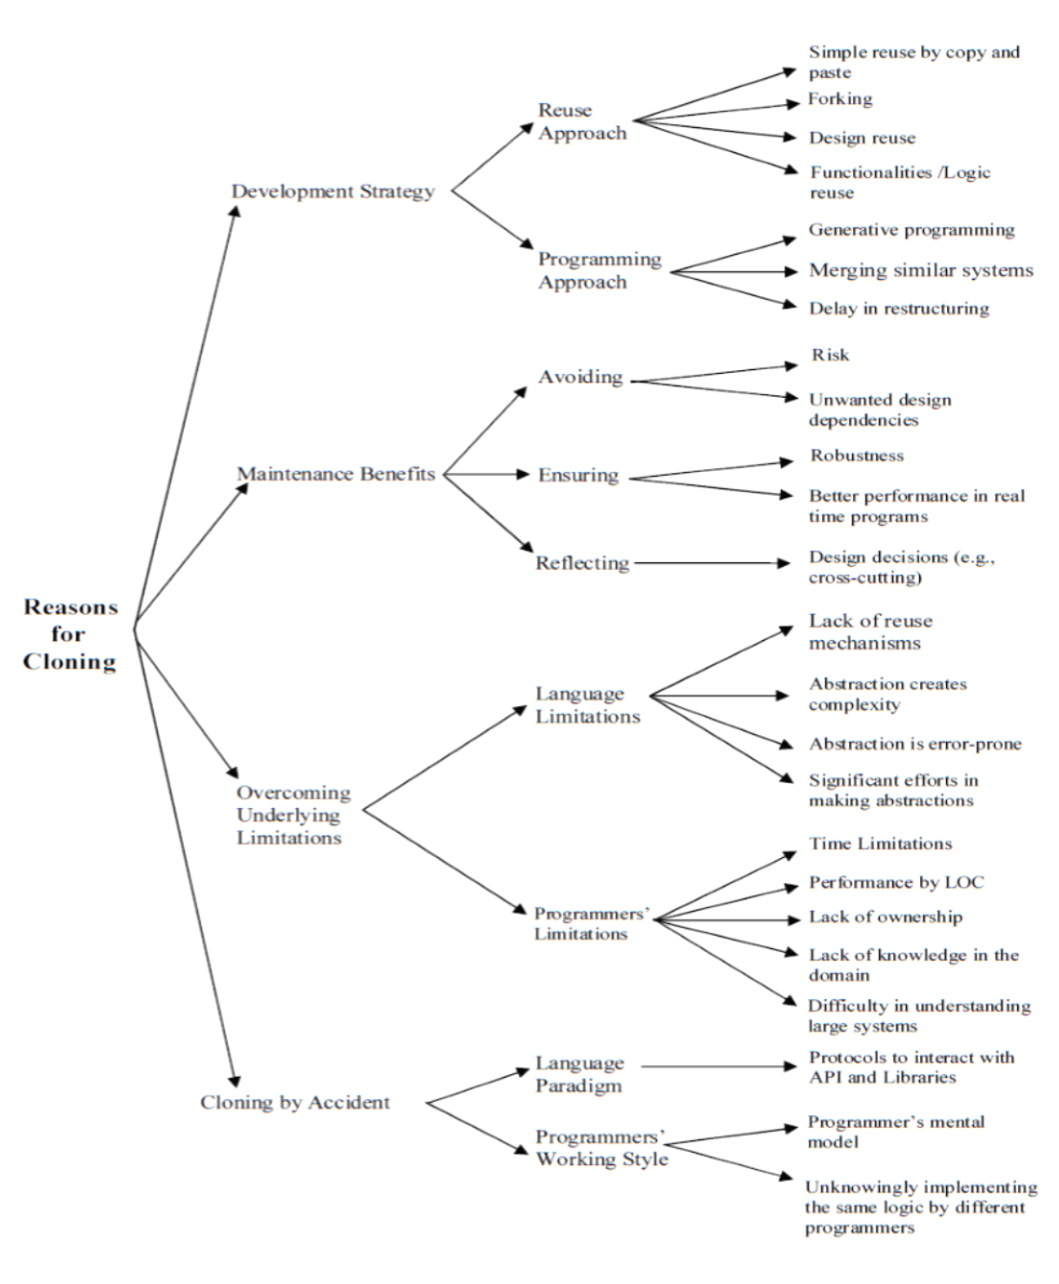 Reasons
for
Cloning
Development Strategy
Reuse
Approach
Simple reuse by copy and
paste
Forking
Design reuse
Functionalities /Logic
reuse
Programming
Approach
Generative programming
Merging similar systems
Delay in restructuring
Maintenance Benefits
Avoiding
Risk
Unwanted design
dependencies
Ensuring
Robustness
Better performance in real
time programs
Reflecting
Design decisions (e.g.,
cross-cutting)
Overcoming
Underlying
Limitations
Language
Limitations
Lack of reuse
mechanisms
Abstraction creates
complexity
Abstraction is error-prone
Significant efforts in
making abstractions
Programmers'
Limitations
Time Limitations
Performance by LOC
Lack of ownership
Lack of knowledge in the
domain
Difficulty in understanding
large systems
Cloning by Accident
Language
Paradigm
Protocols to interact with
API and Libraries
Programmers'
Working Style
Programmer's mental
model
Unknowingly implementing
the same logic by different
programmers